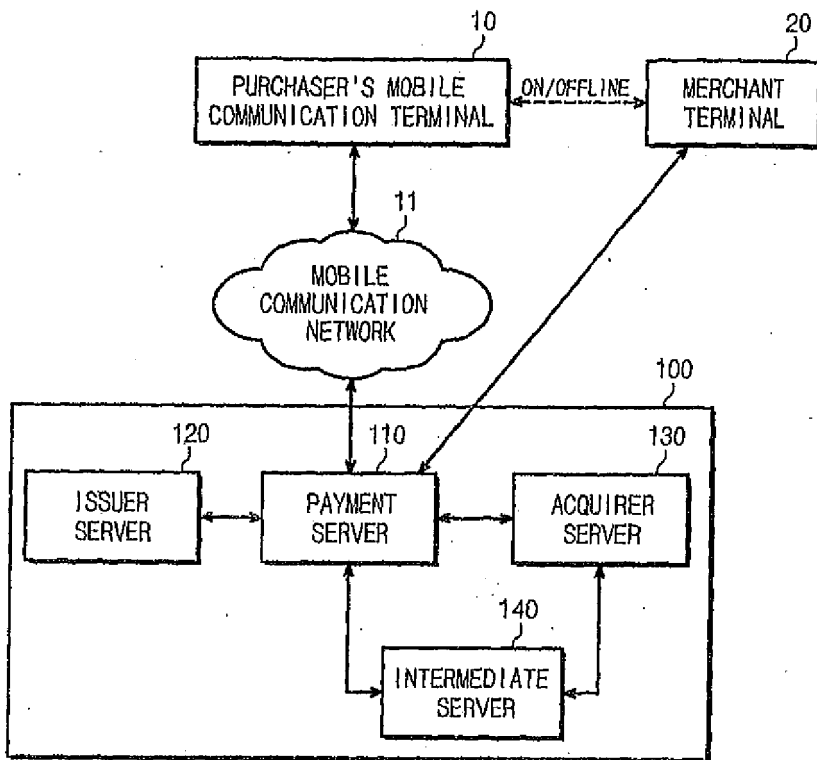 10
20
PURCHASER'S MOBILE
COMMUNICATION TERMINAL
ON/OFFLINE
MERCHANT
TERMINAL
11
MOBILE
COMMUNICATION
NETWORK
100
120
110
130
ISSUER
SERVER
PAYMENT
SERVER
ACQUIRER
SERVER
140
INTERMEDIATE
SERVER